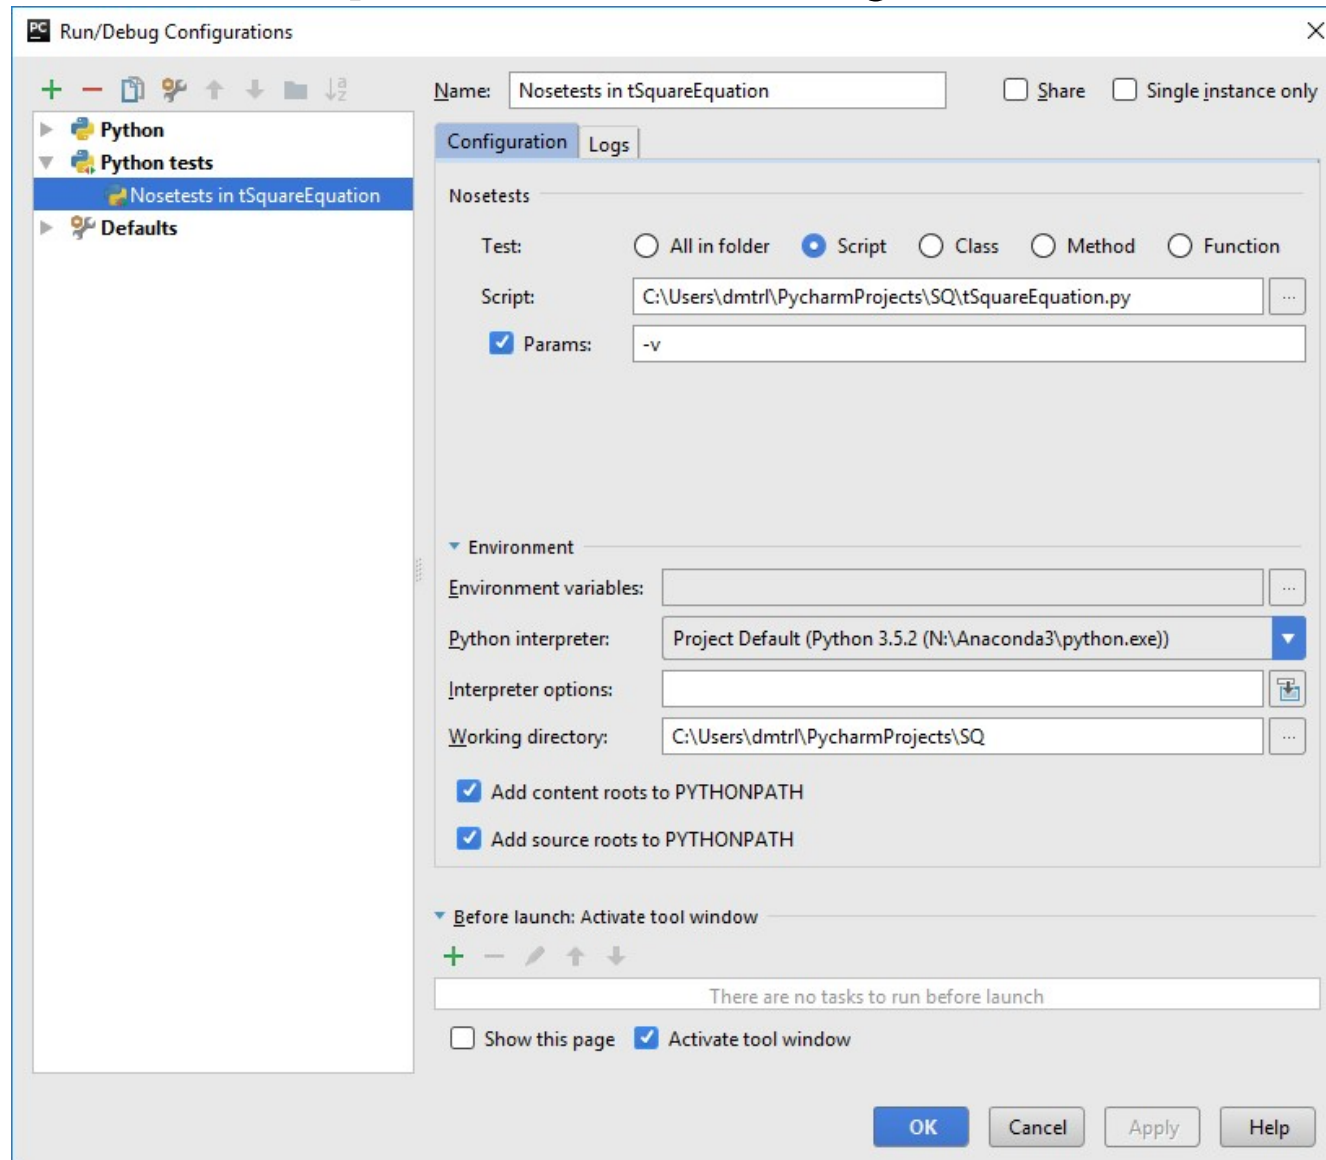 PC Run/Debug Configurations
Python
Python tests
Nosetests in tSquareEquation
Defaults
Name: Nosetests in tSquareEquation Share Single instance only
Configuration Logs
Nosetests
Test: All in folder Script Class Method Function
Script: C:\Users\dmtrl\PycharmProjects\SQ\tSquareEquation.py ...
Params: -v
Environment
Environment variables: ...
Python interpreter: Project Default (Python 3.5.2 (N:\Anaconda3\python.exe))
Interpreter options:
Working directory: C:\Users\dmtrl\PycharmProjects\SQ ...
Add content roots to PYTHONPATH
Add source roots to PYTHONPATH
Before launch: Activate tool window
There are no tasks to run before launch
Show this page Activate tool window
OK Cancel Apply Help